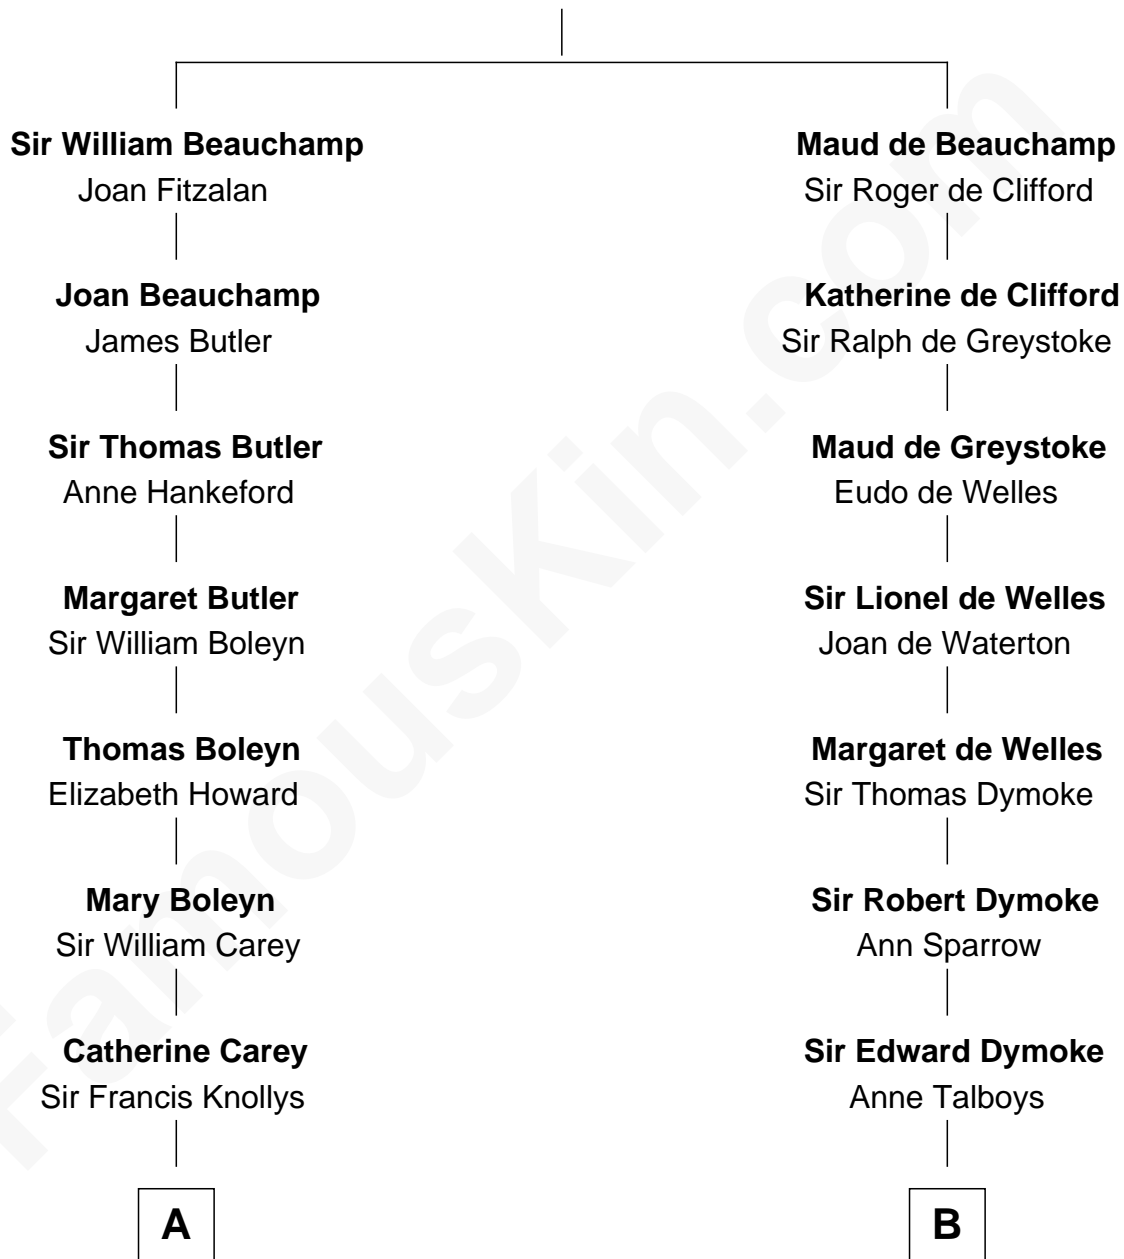 Sir William Beauchamp
Joan Fitzalan
Joan Beauchamp
James Butler
Sir Thomas Butler
Anne Hankeford
Margaret Butler
Sir William Boleyn
Thomas Boleyn
Elizabeth Howard
Mary Boleyn
Sir William Carey
Catherine Carey
Sir Francis Knollys
A
Maud de Beauchamp
Sir Roger de Clifford
Katherine de Clifford
Sir Ralph de Greystoke
Maud de Greystoke
Eudo de Welles
Sir Lionel de Welles
Joan de Waterton
Margaret de Welles
Sir Thomas Dymoke
Sir Robert Dymoke
Ann Sparrow
Sir Edward Dymoke
Anne Talboys
B
FamousKin.com